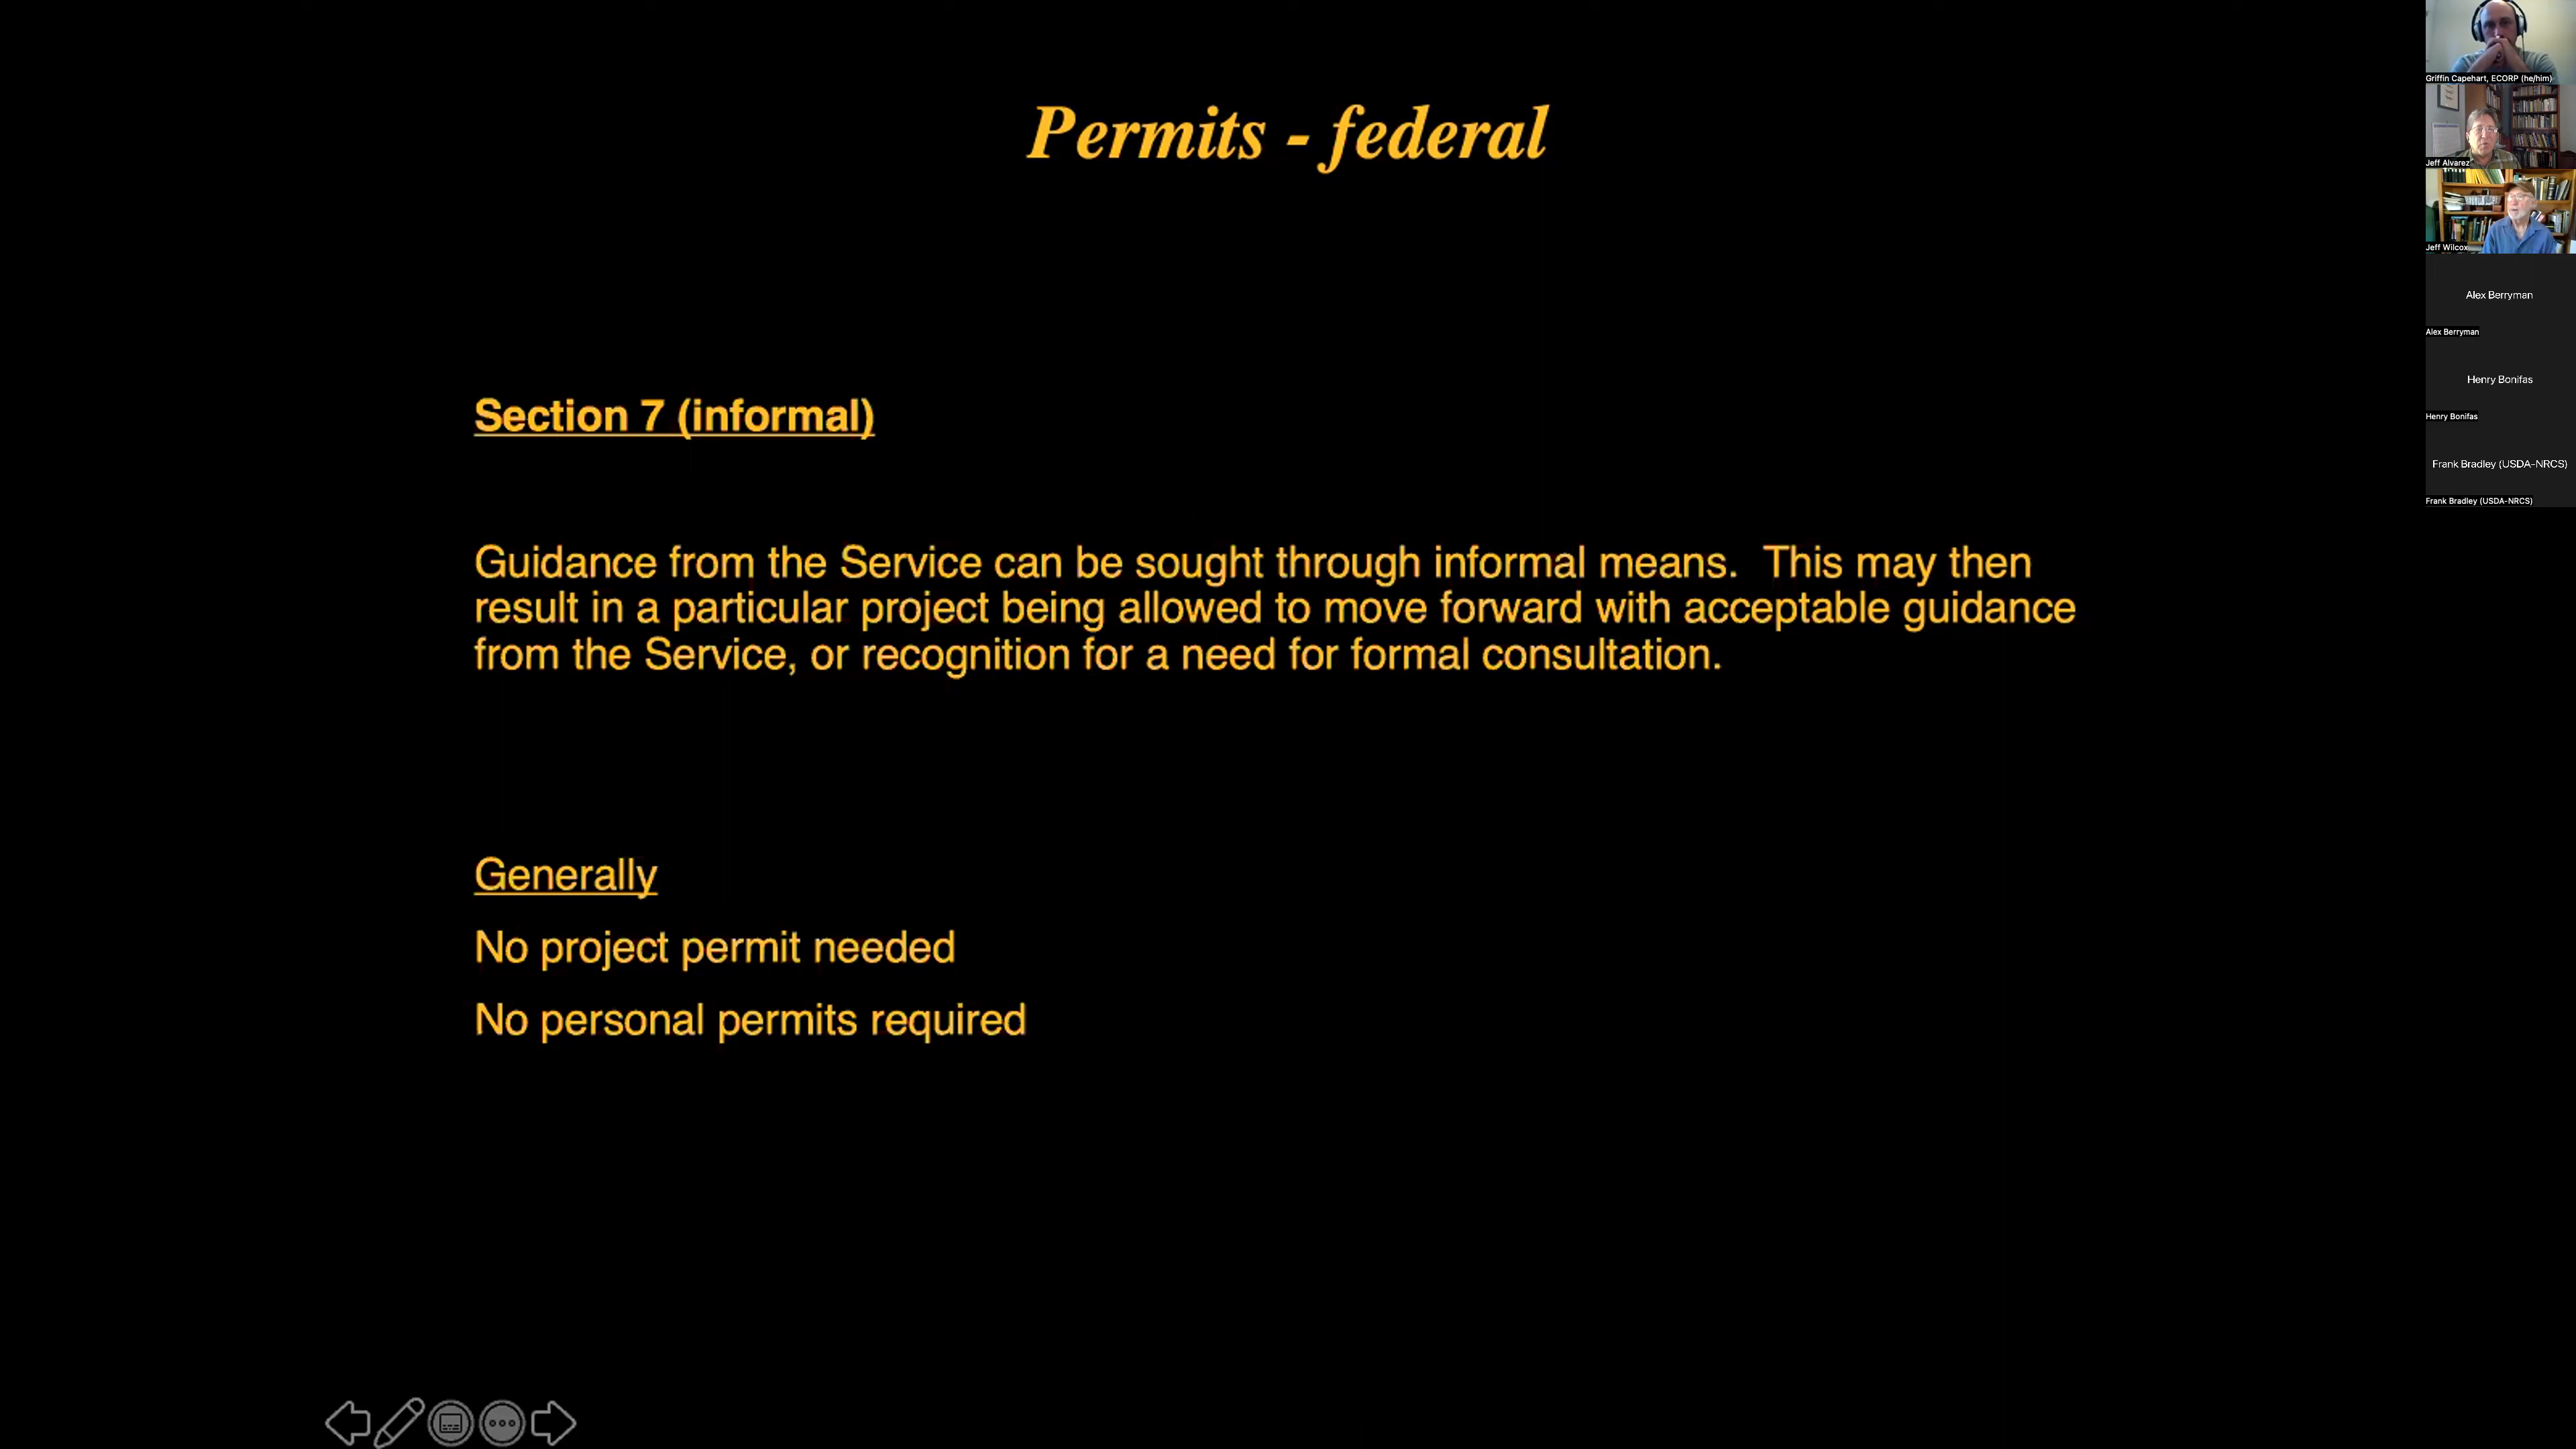 Permits - federal
Section 7 (informal)
Guidance from the Service can be sought through informal means.  This may then
result in a particular project being allowed to move forward with acceptable guidance
from the Service, or recognition for a need for formal consultation.
Generally
No project permit needed
No personal permits required
Griffin Capehart, ECORP (he/him)
Jeff Alvarez
Jeff Wilcox
Alex Berryman
Alex Berryman
Henry Bonifas
Henry Bonifas
Frank Bradley (USDA-NRCS)
Frank Bradley (USDA-NRCS)